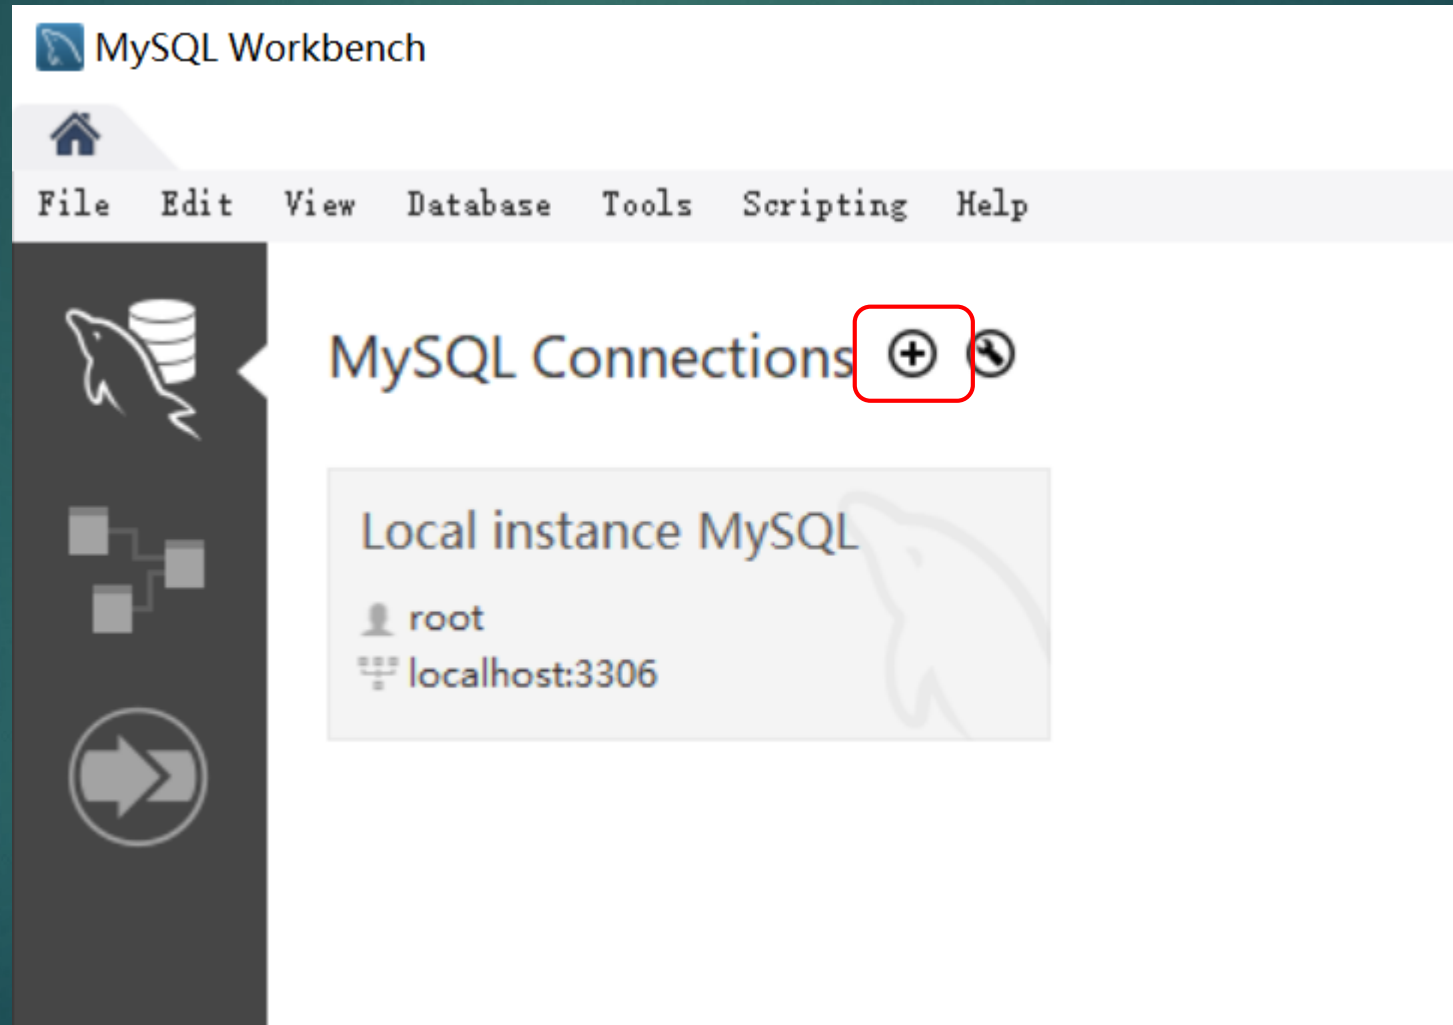 MySQL Workbench
File Edit View Database Tools Scripting Help
MySQL Connections
Local instance MySQL
root
localhost:3306